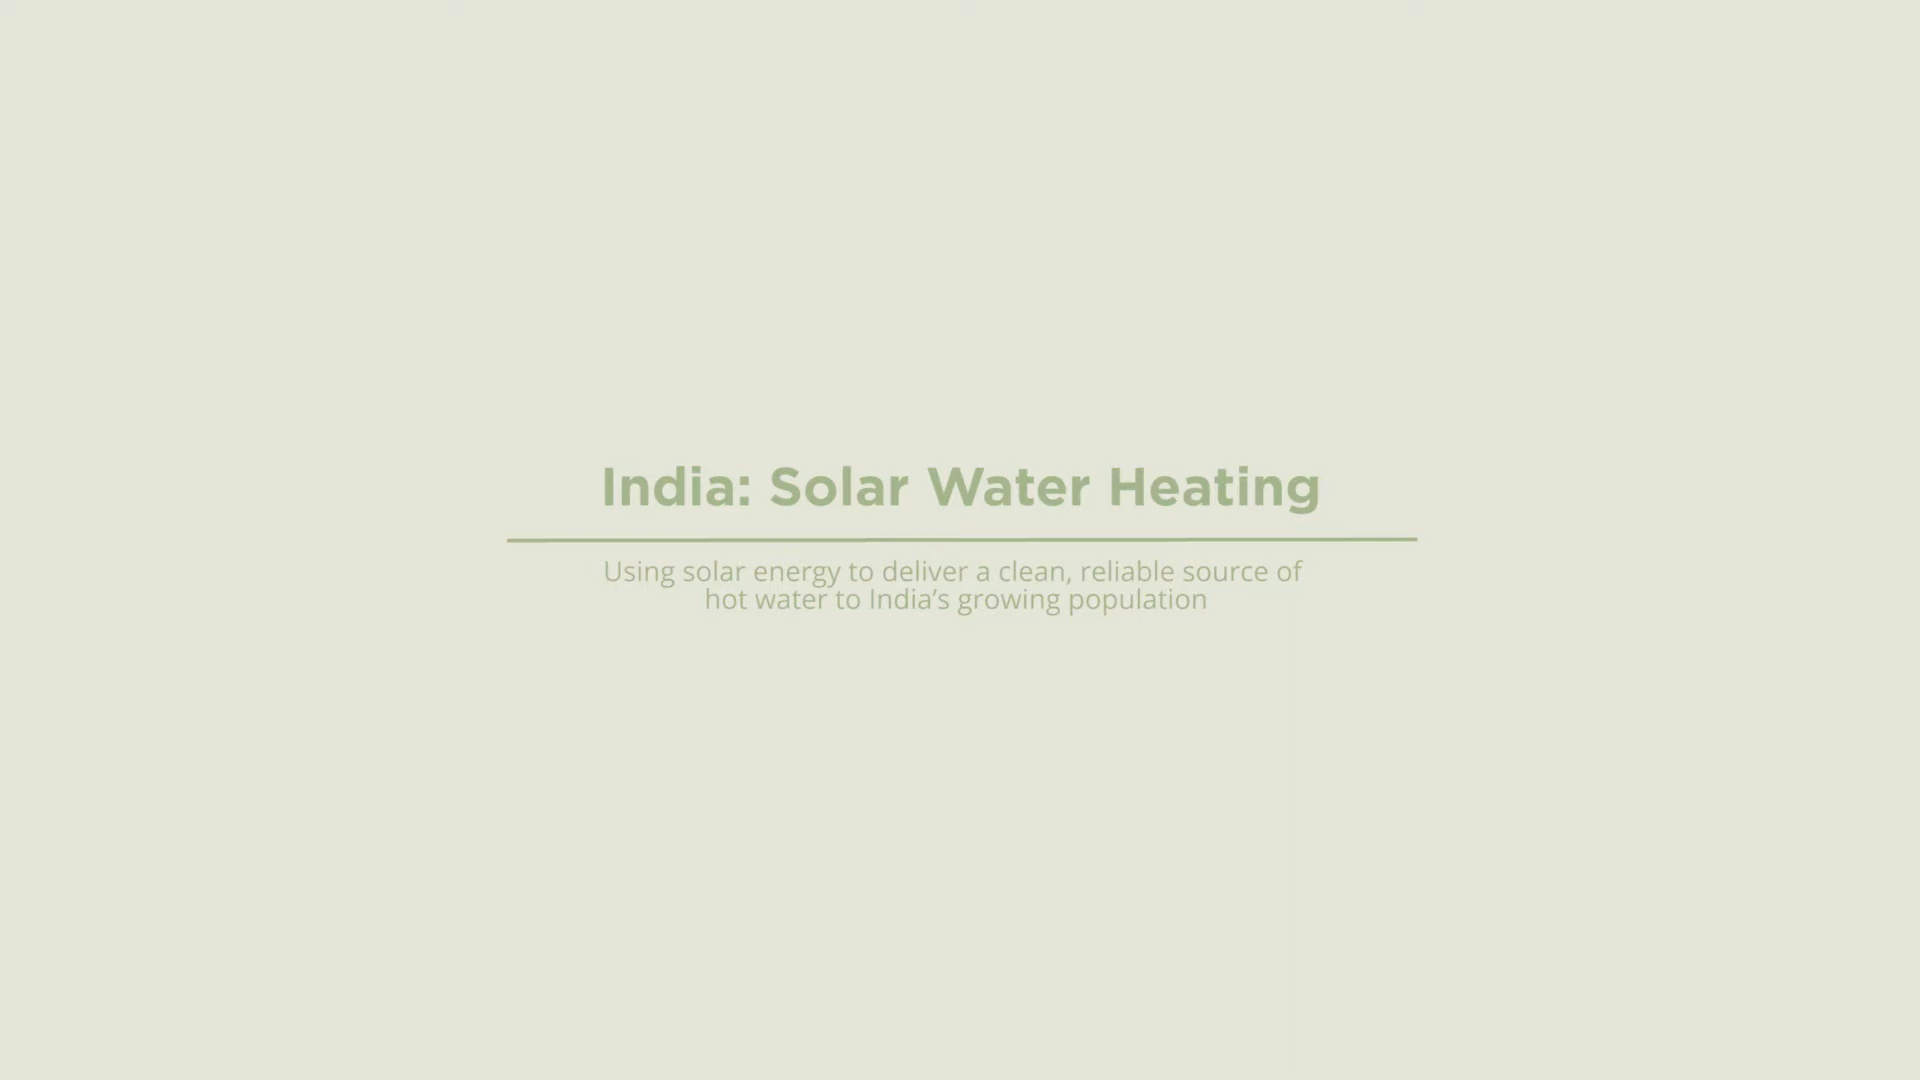 India: Solar Water Heating
Using solar energy to deliver a clean, reliable source of
hot water to India’s growing population